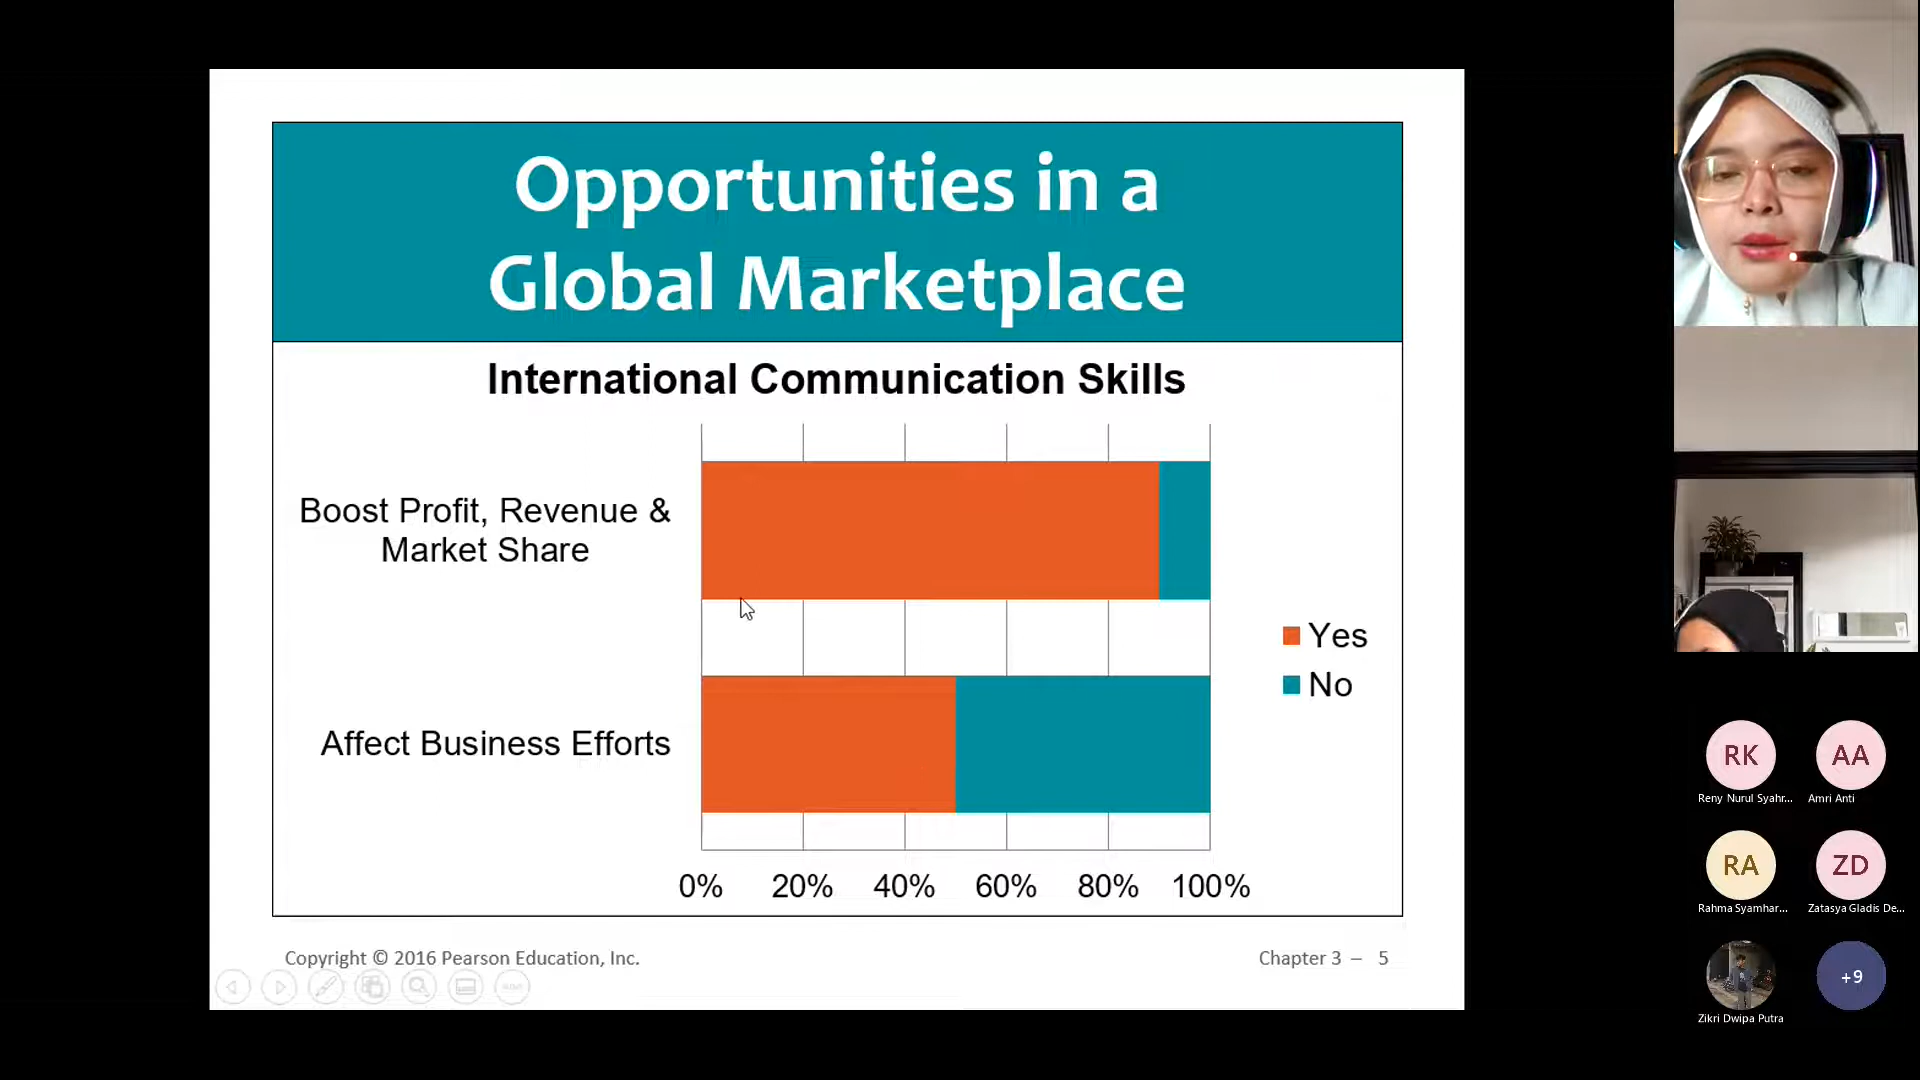 Opportunities in a
Global Marketplace
International Communication Skills
Boost Profit, Revenue &
Market Share
Affect Business Efforts
Yes
No
0% 20% 40% 60% 80% 100%
Copyright © 2016 Pearson Education, Inc.
Chapter 3 – 5
RK
Reny Nurul Syahr...
AA
Amri Anti
RA
Rahma Syamhar...
ZD
Zatasya Gladis De...
Zikri Dwipa Putra
+9